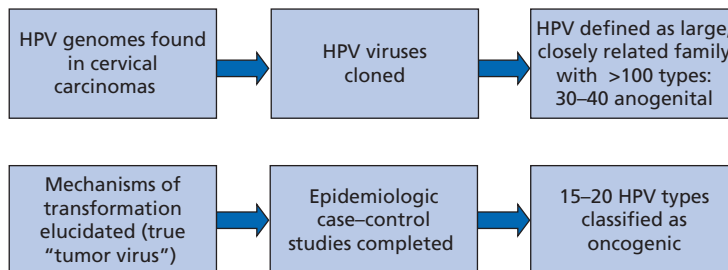 HPV genomes found
in cervical
carcinomas
HPV viruses
cloned
HPV defined as large,
closely related family
with >100 types:
30–40 anogenital
Mechanisms of
transformation
elucidated (true
“tumor virus”)
Epidemiologic
case–control
studies completed
15–20 HPV types
classified as
oncogenic